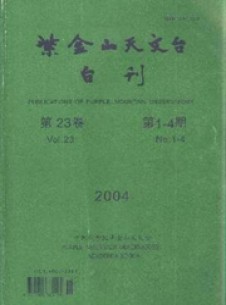 紫金山天文台
台刊
PUBLICATIONS OF PURPLE MOUNTAIN OBSERVATORY
第23卷 第1-4期
Vol.23 No.1-4
2004